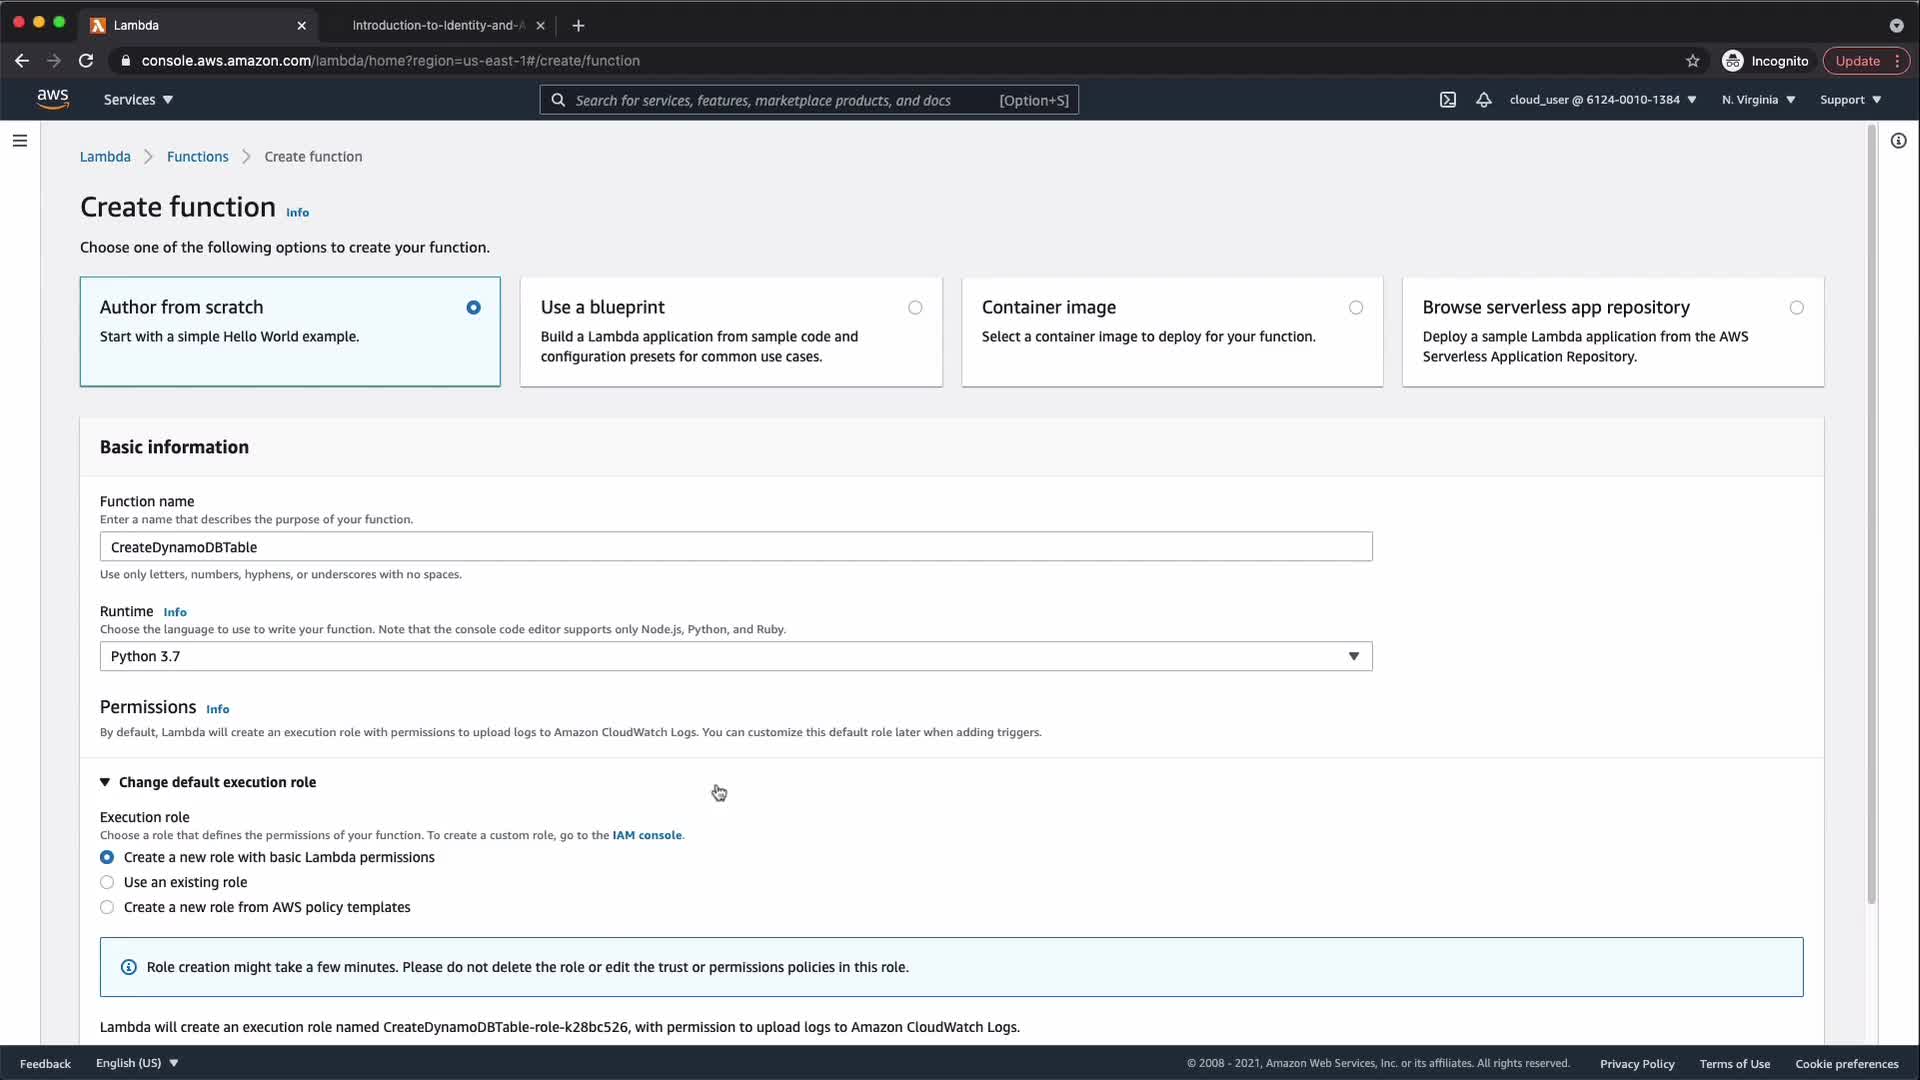 Lambda
Introduction-to-Identity-and-A
console.aws.amazon.com/lambda/home?region=us-east-1#/create/function
Incognito
Update
aws
Services
Search for services, features, marketplace products, and docs
[Option+S]
cloud_user @ 6124-0010-1384
N. Virginia
Support
Lambda
Functions
Create function
Create function Info
Choose one of the following options to create your function.
Author from scratch
Start with a simple Hello World example.
Use a blueprint
Build a Lambda application from sample code and
configuration presets for common use cases.
Container image
Select a container image to deploy for your function.
Browse serverless app repository
Deploy a sample Lambda application from the AWS
Serverless Application Repository.
Basic information
Function name
Enter a name that describes the purpose of your function.
CreateDynamoDBTable
Use only letters, numbers, hyphens, or underscores with no spaces.
Runtime Info
Choose the language to use to write your function. Note that the console code editor supports only Node.js, Python, and Ruby.
Python 3.7
Permissions Info
By default, Lambda will create an execution role with permissions to upload logs to Amazon CloudWatch Logs. You can customize this default role later when adding triggers.
Change default execution role
Execution role
Choose a role that defines the permissions of your function. To create a custom role, go to the IAM console.
Create a new role with basic Lambda permissions
Use an existing role
Create a new role from AWS policy templates
Role creation might take a few minutes. Please do not delete the role or edit the trust or permissions policies in this role.
Lambda will create an execution role named CreateDynamoDBTable-role-k28bc526, with permission to upload logs to Amazon CloudWatch Logs.
Feedback
English (US)
© 2008 - 2021, Amazon Web Services, Inc. or its affiliates. All rights reserved.
Privacy Policy
Terms of Use
Cookie preferences